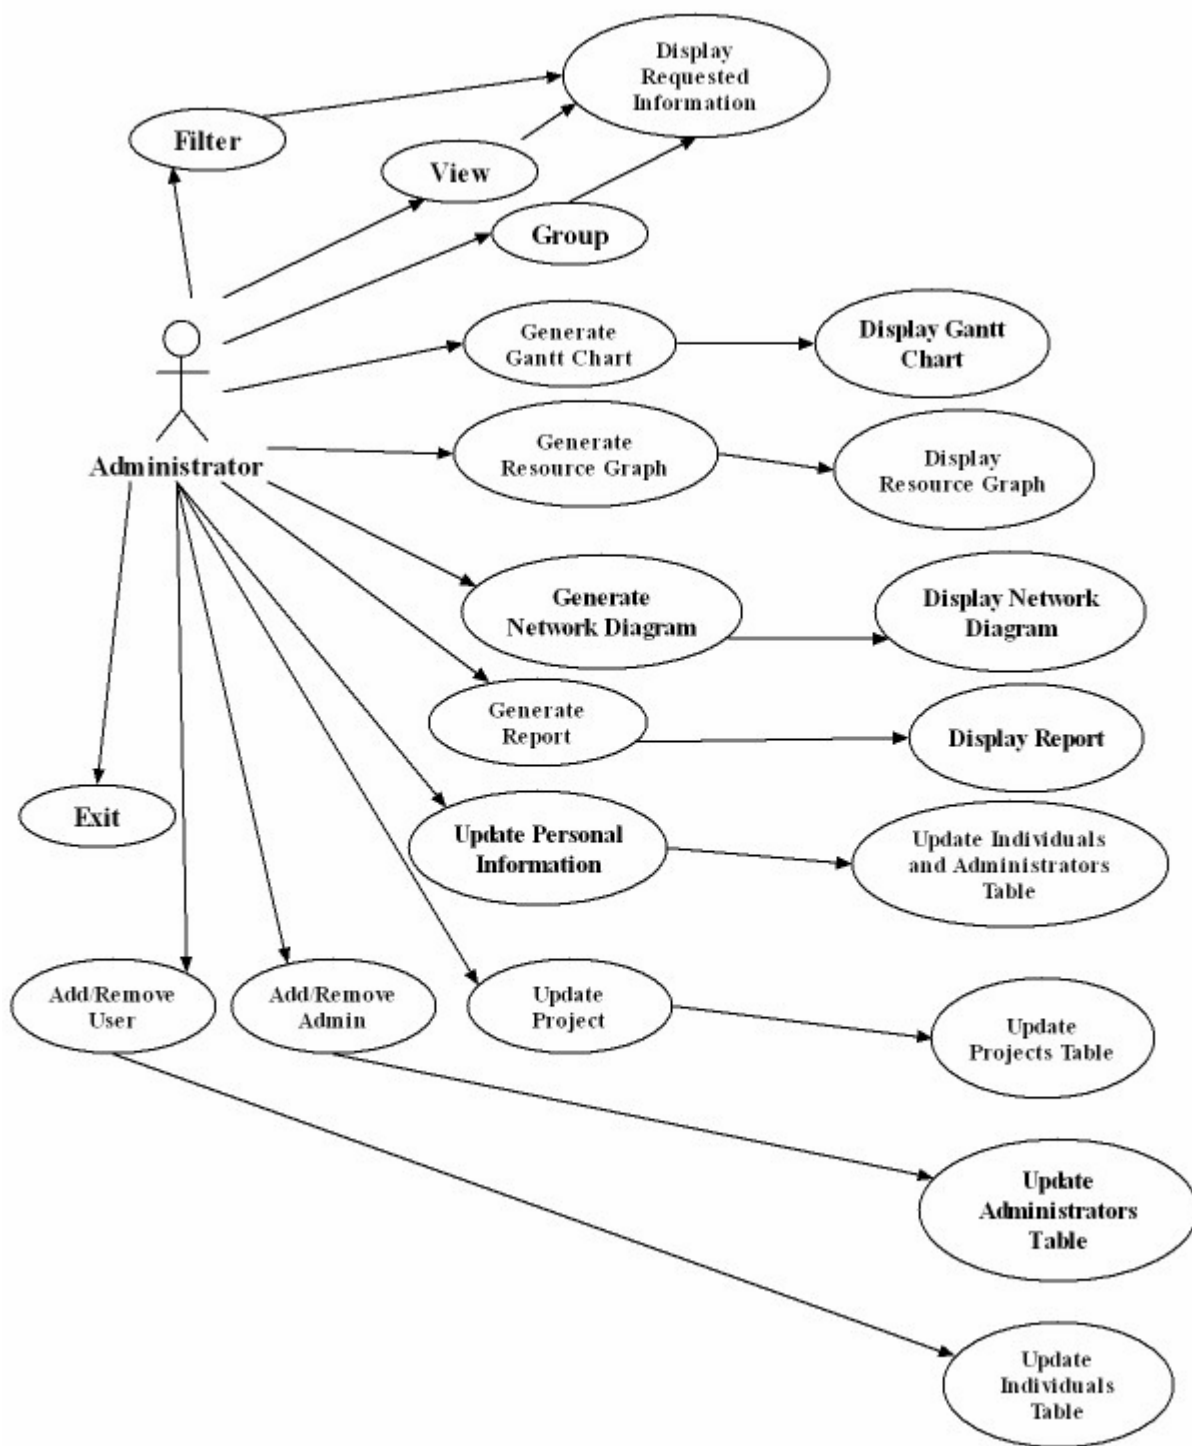 Display
Requested
Information
Filter
View
Group
Generate
Gantt Chart
Display Gantt
Chart
Administrator
Generate
Resource Graph
Display
Resource Graph
Generate
Network Diagram
Display Network
Diagram
Generate
Report
Display Report
Exit
Update Personal
Information
Update Individuals
and Administrators
Table
Add/Remove
User
Add/Remove
Admin
Update
Project
Update
Projects Table
Update
Administrators
Table
Update
Individuals
Table